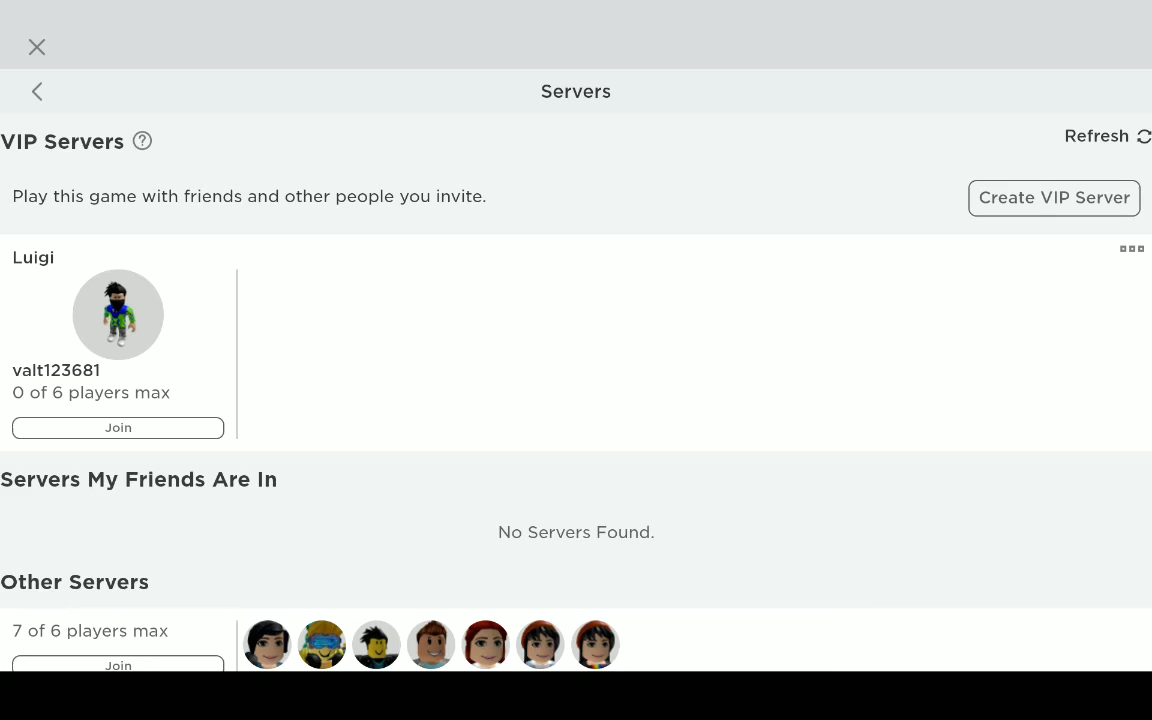 Servers
VIP Servers ?
Refresh
Play this game with friends and other people you invite.
Create VIP Server
Luigi
valt123681
0 of 6 players max
Join
Servers My Friends Are In
No Servers Found.
Other Servers
7 of 6 players max
Join